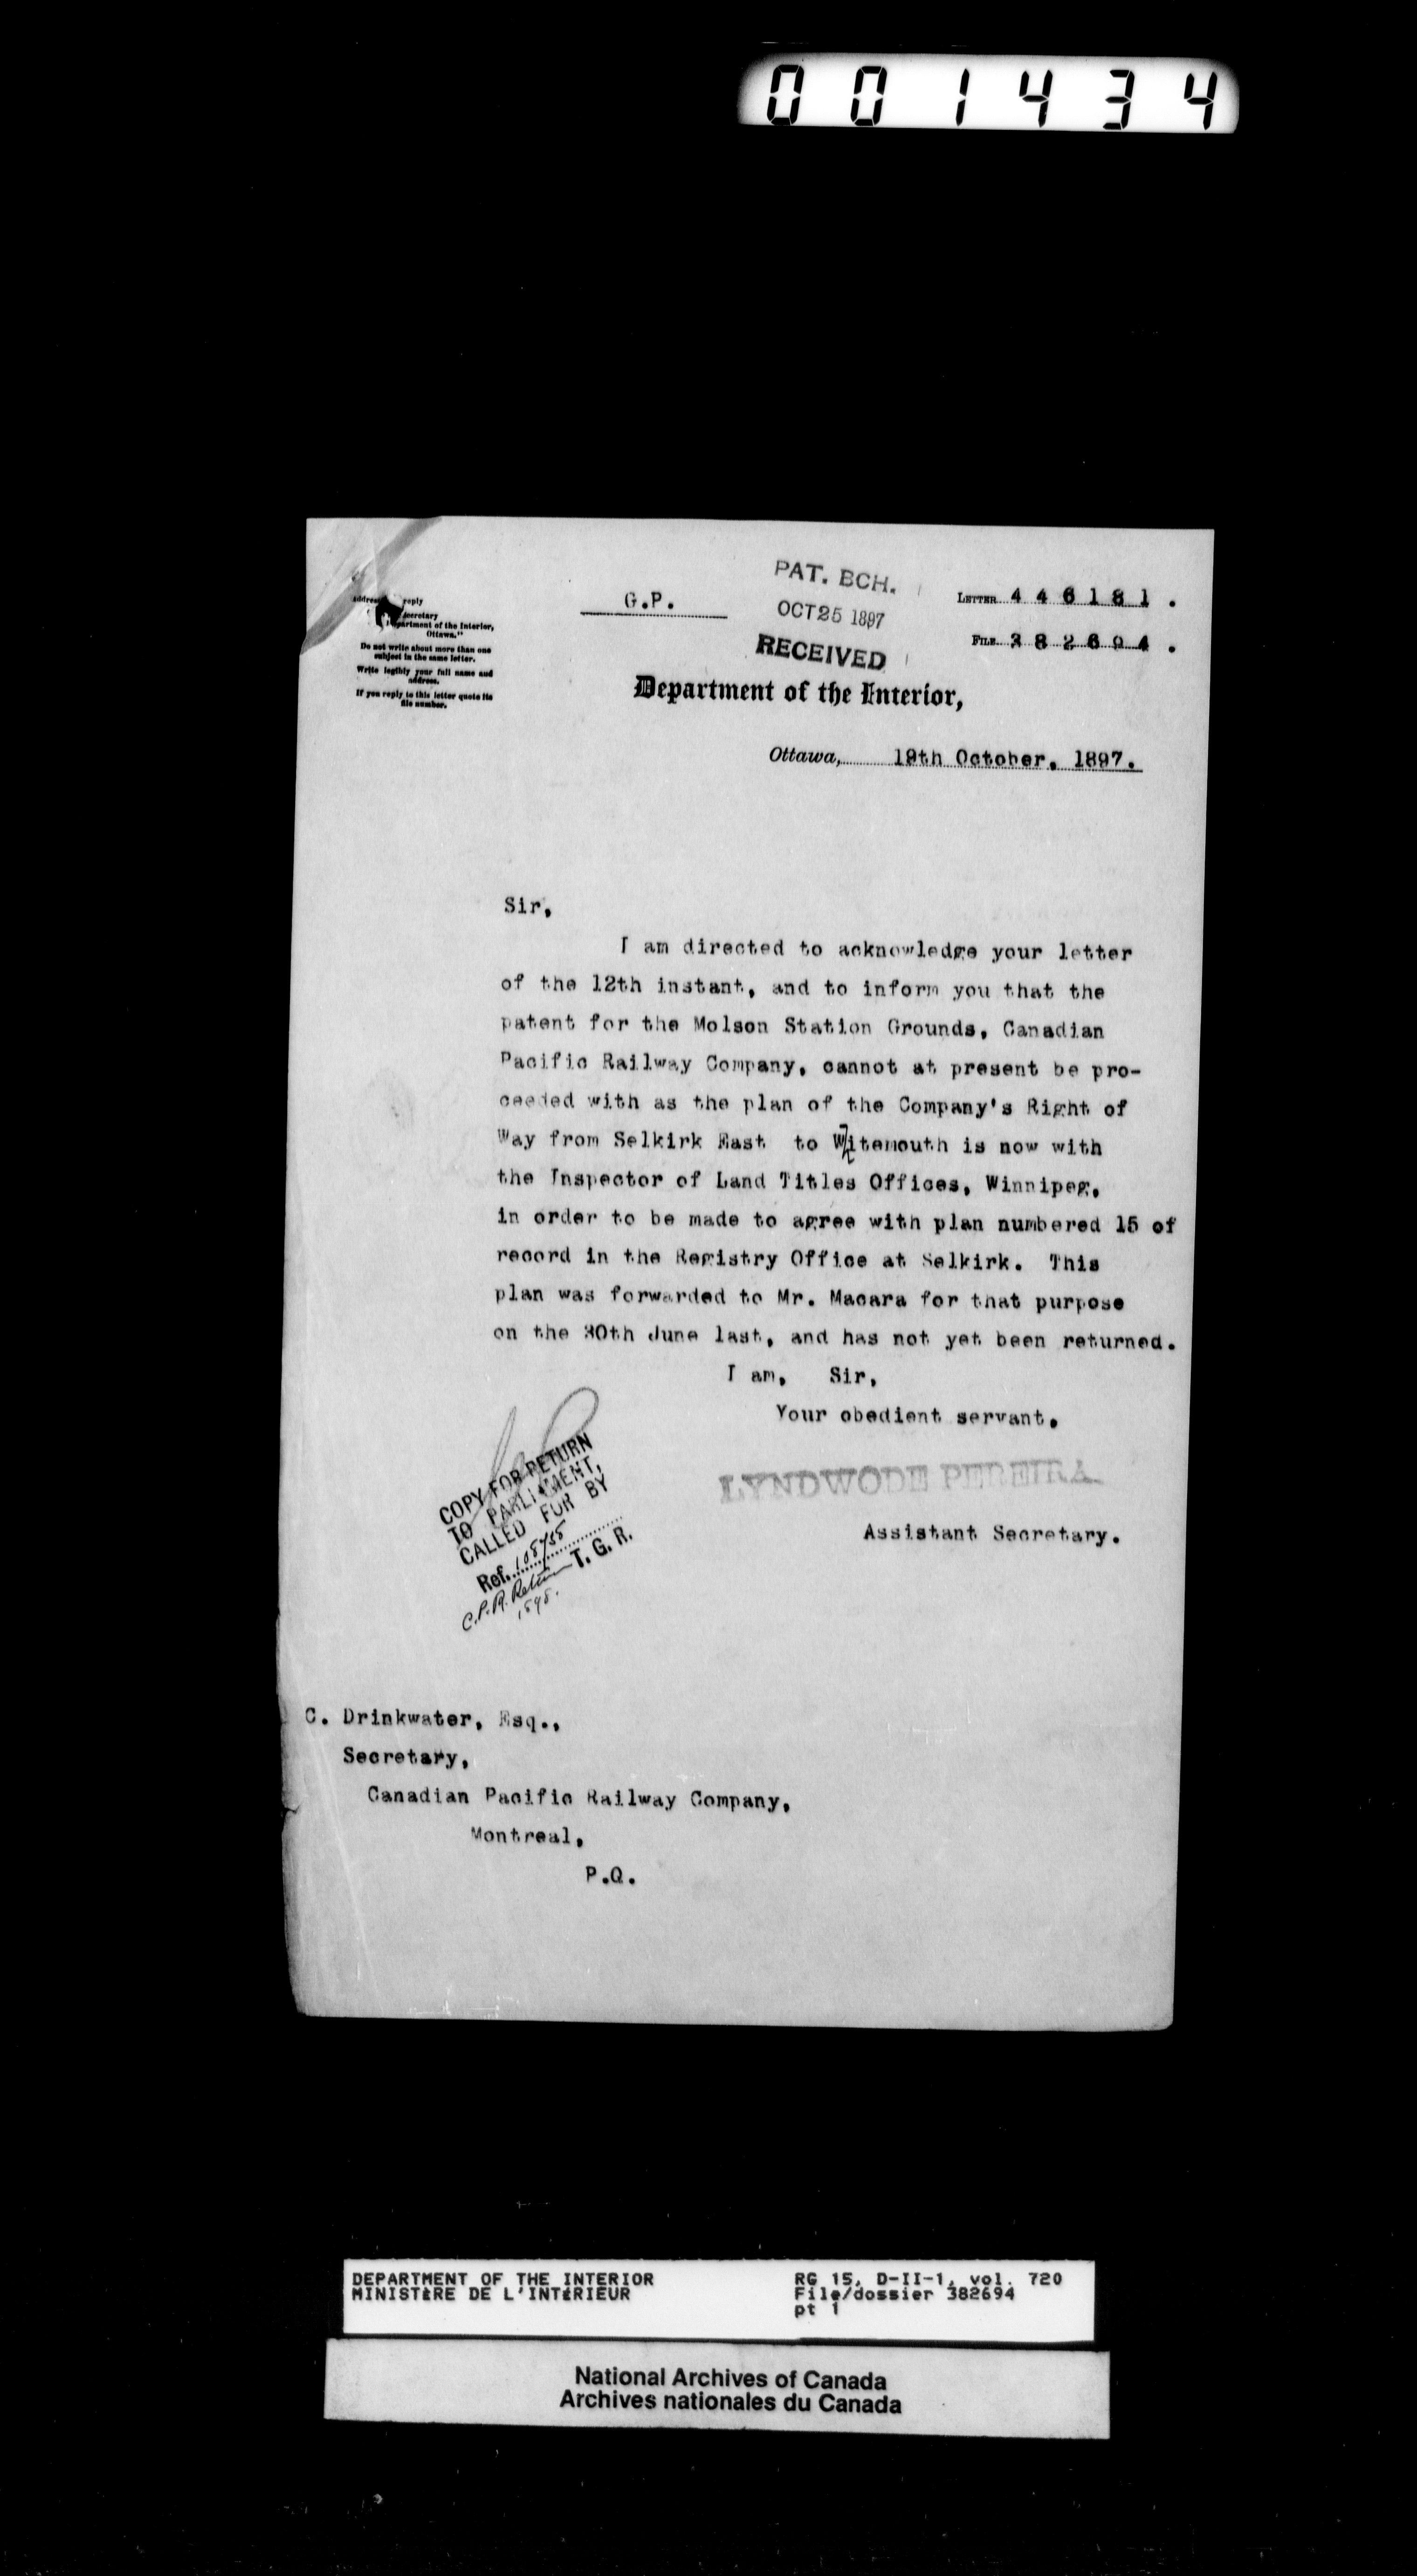 001434
PAT. BCH.
OCT 25 1897
RECEIVED
G.P.
LETTER 446181.
FILE 382694.
Address reply
Secretary
Department of the Interior,
Ottawa."
Do not write about more than one
subject in the same letter.
Write legibly your full name and
address.
If you reply to this letter quote its
file number.
Department of the Interior,
Ottawa, 19th October, 1897.
Sir,
I am directed to acknowledge your letter
of the 12th instant, and to inform you that the
patent for the Molson Station Grounds, Canadian
Pacific Railway Company, cannot at present be pro-
ceeded with as the plan of the Company's Right of
Way from Selkirk East to Whitemouth is now with
the Inspector of Land Titles Offices, Winnipeg,
in order to be made to agree with plan numbered 15 of
record in the Registry Office at Selkirk. This
plan was forwarded to Mr. Macara for that purpose
on the 30th June last, and has not yet been returned.
I am, Sir,
Your obedient servant,
LYNDWODE PEREIRA
Assistant Secretary.
COPY FOR RETURN
TO PARLIAMENT,
CALLED FOR BY
Ref. 105755
T. G. R.
C.P.R. Return
1898.
C. Drinkwater, Esq.,
Secretary,
Canadian Pacific Railway Company,
Montreal,
P.Q.
DEPARTMENT OF THE INTERIOR
MINISTÈRE DE L'INTÉRIEUR
RG 15, D-II-1, vol. 720
File/dossier 382694
pt 1
National Archives of Canada
Archives nationales du Canada